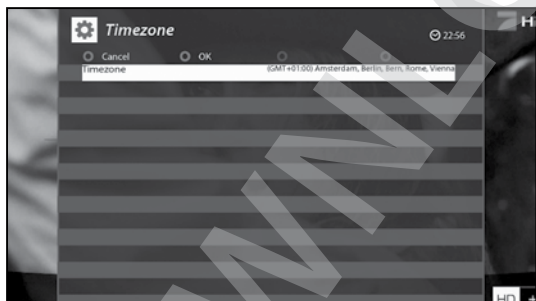 Timezone
22:56
Cancel OK
Timezone (GMT+01:00) Amsterdam, Berlin, Bern, Rome, Vienna
H
HD +